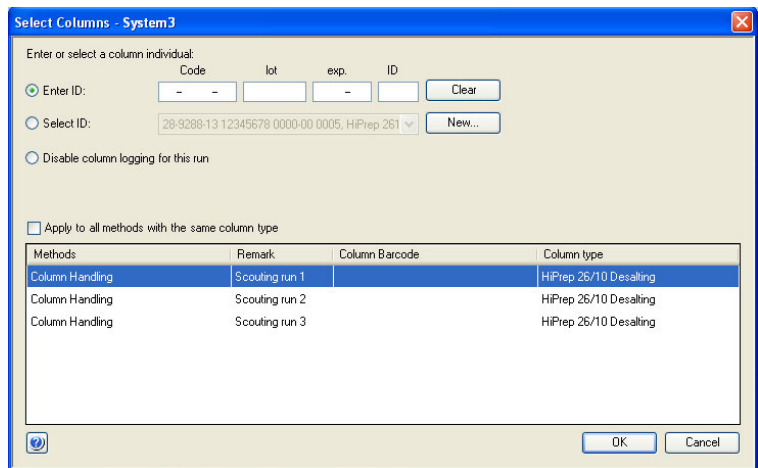 Select Columns - System3
Enter or select a column individual:
Code lot exp. ID
Enter ID: - - - Clear
Select ID: 28-9288-13 12345678 0000-00 0005, HiPrep 261 New...
Disable column logging for this run
Apply to all methods with the same column type
Methods Remark Column Barcode Column type
Column Handling Scouting run 1 HiPrep 26/10 Desalting
Column Handling Scouting run 2 HiPrep 26/10 Desalting
Column Handling Scouting run 3 HiPrep 26/10 Desalting
? OK Cancel